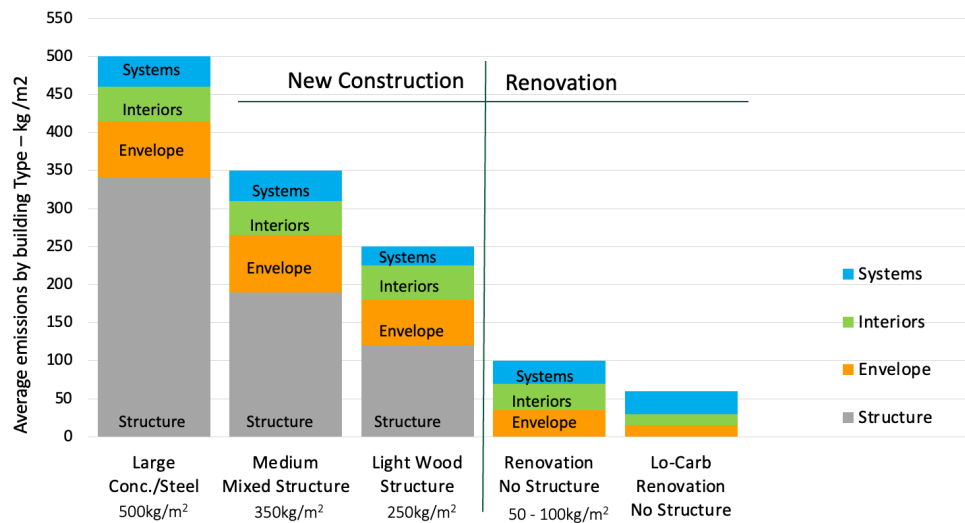 Average emissions by building Type – kg /m2
550
500
450
400
350
300
250
200
150
100
50
0
New Construction
Renovation
Systems
Interiors
Envelope
Structure
Systems
Interiors
Envelope
Structure
Systems
Interiors
Envelope
Structure
Systems
Interiors
Envelope
Systems
Interiors
Envelope
Structure
Large
Conc./Steel
500kg/m²
Medium
Mixed Structure
350kg/m²
Light Wood
Structure
250kg/m²
Renovation
No Structure
50 - 100kg/m²
Lo-Carb
Renovation
No Structure